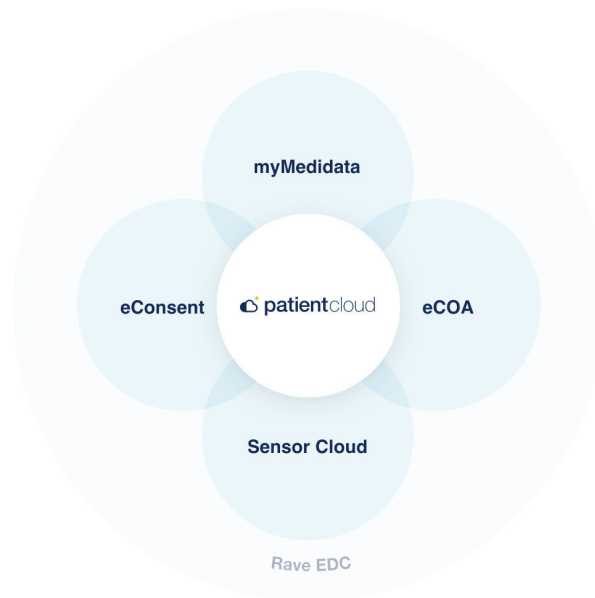 myMedidata
eConsent
patientcloud
eCOA
Sensor Cloud
Rave EDC